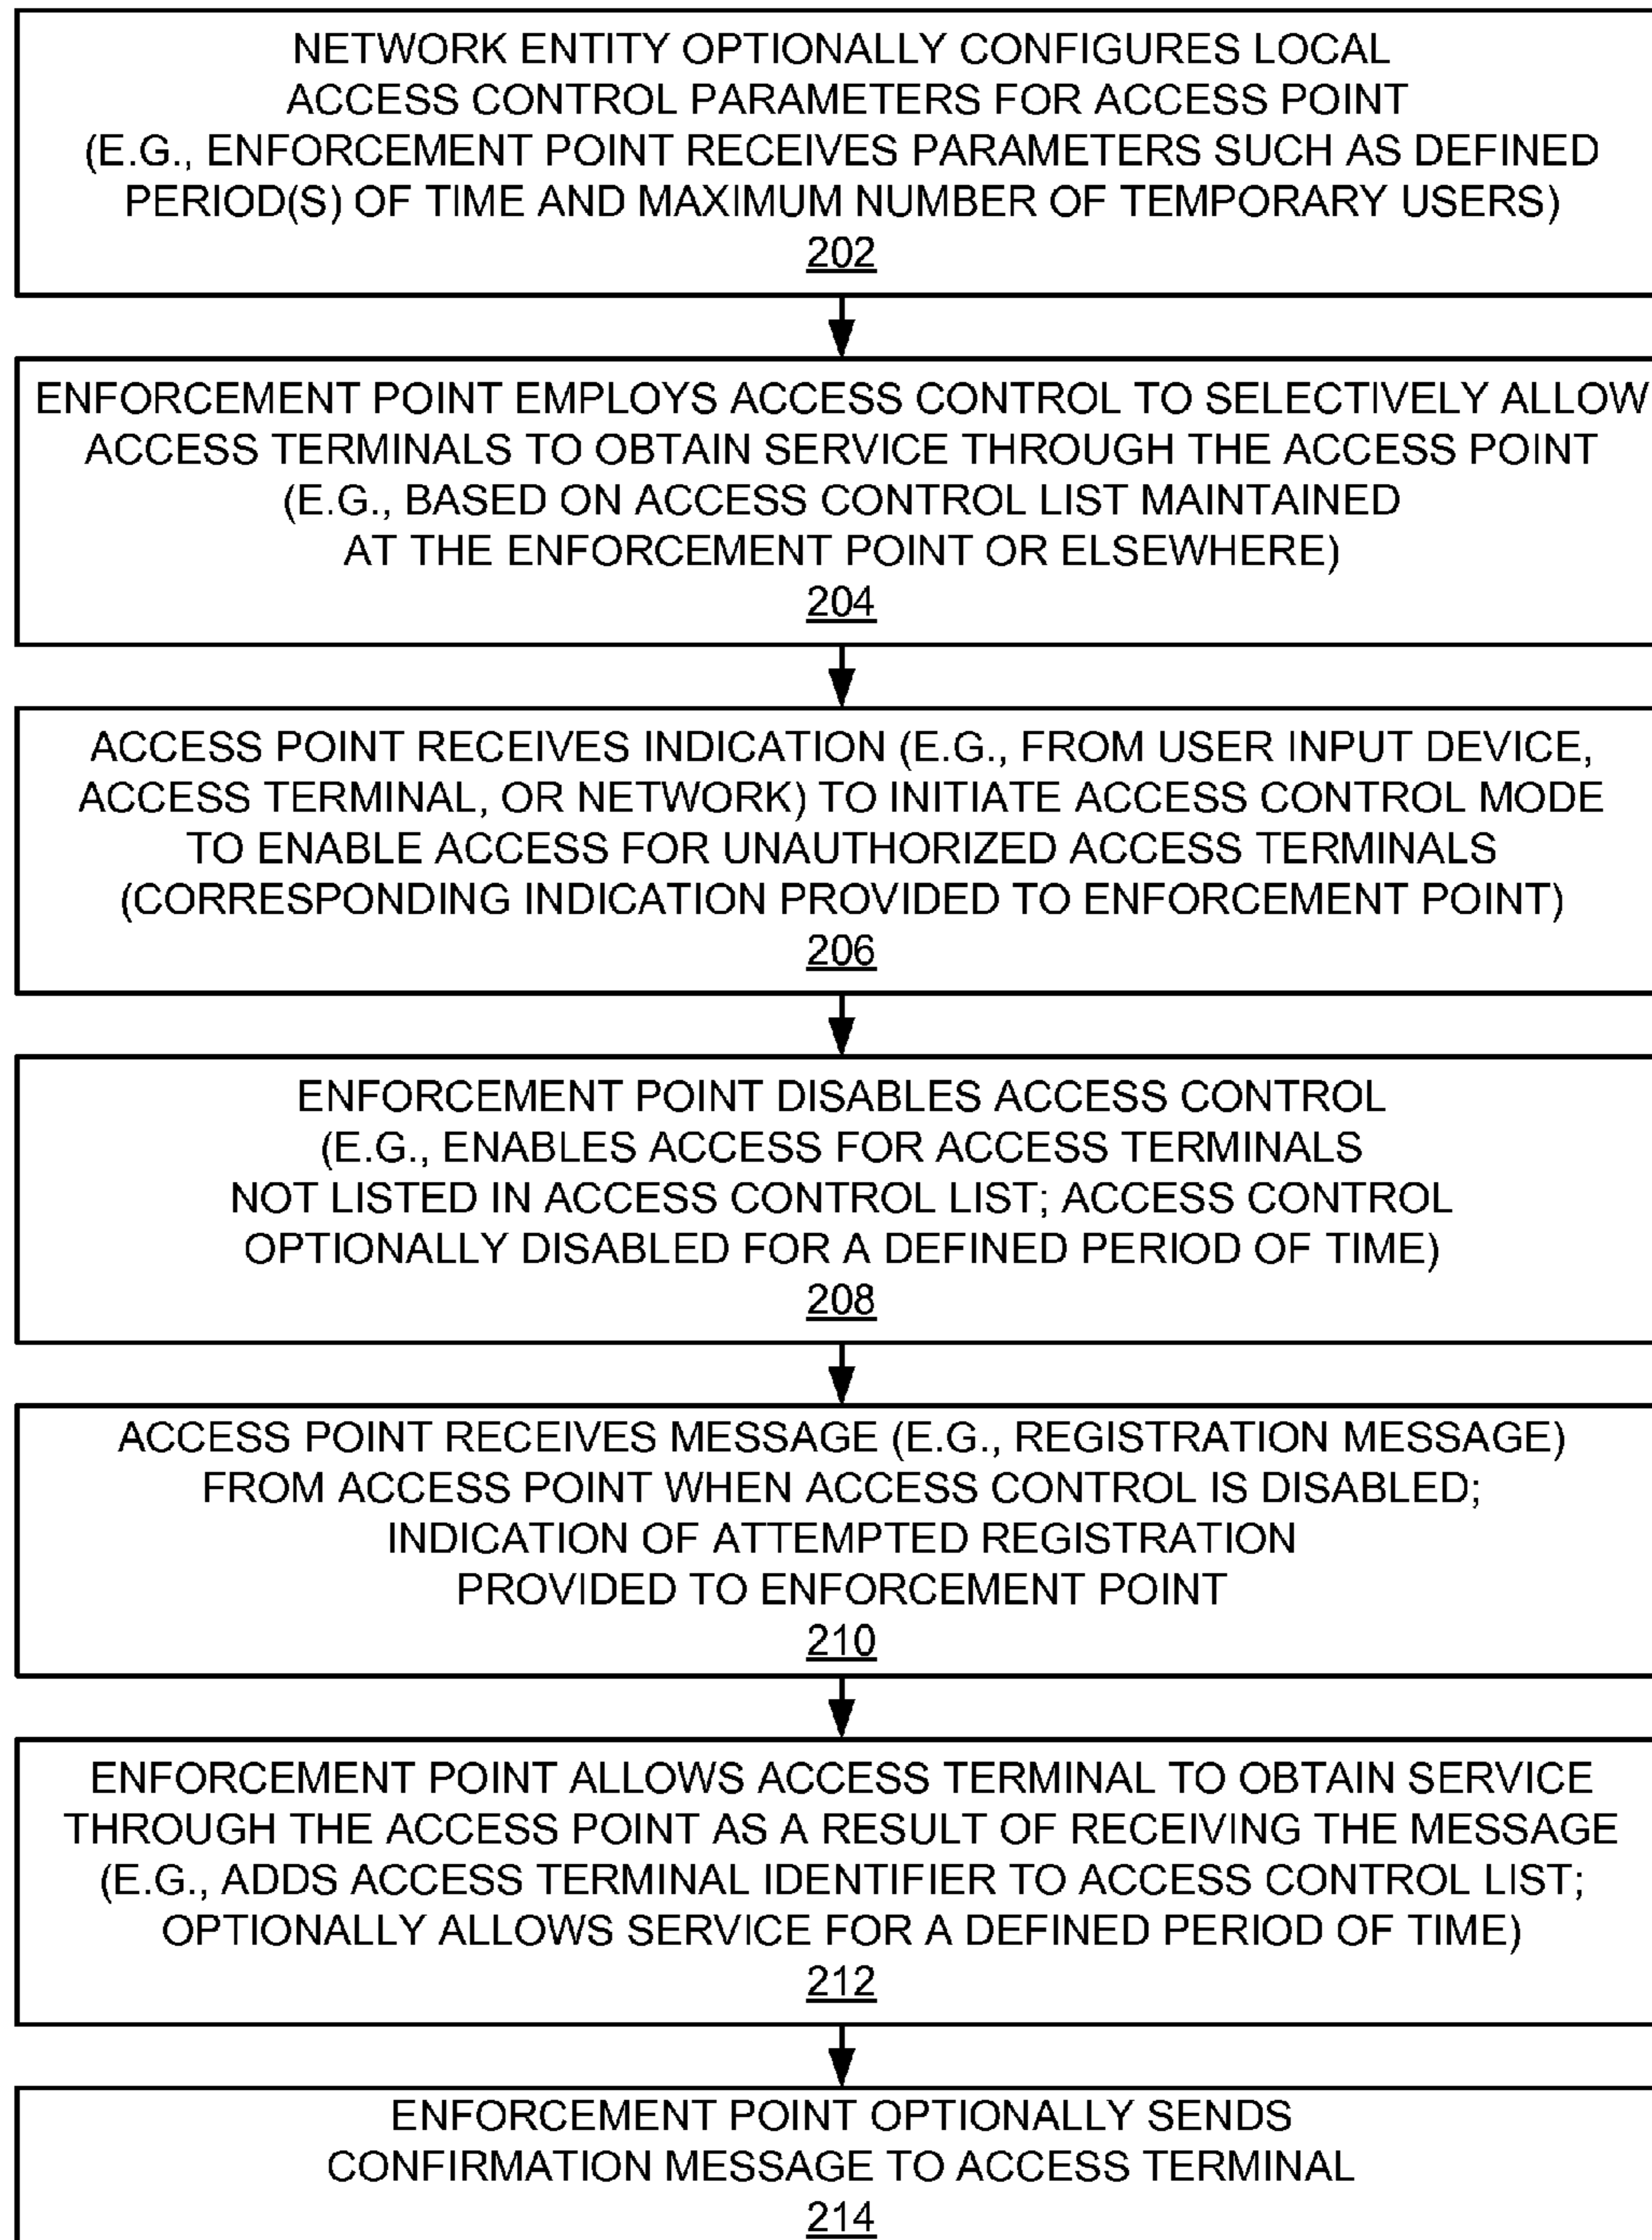 NETWORK ENTITY OPTIONALLY CONFIGURES LOCAL
ACCESS CONTROL PARAMETERS FOR ACCESS POINT
(E.G., ENFORCEMENT POINT RECEIVES PARAMETERS SUCH AS DEFINED
PERIOD(S) OF TIME AND MAXIMUM NUMBER OF TEMPORARY USERS)
202
ENFORCEMENT POINT EMPLOYS ACCESS CONTROL TO SELECTIVELY ALLOW
ACCESS TERMINALS TO OBTAIN SERVICE THROUGH THE ACCESS POINT
(E.G., BASED ON ACCESS CONTROL LIST MAINTAINED
AT THE ENFORCEMENT POINT OR ELSEWHERE)
204
ACCESS POINT RECEIVES INDICATION (E.G., FROM USER INPUT DEVICE,
ACCESS TERMINAL, OR NETWORK) TO INITIATE ACCESS CONTROL MODE
TO ENABLE ACCESS FOR UNAUTHORIZED ACCESS TERMINALS
(CORRESPONDING INDICATION PROVIDED TO ENFORCEMENT POINT)
206
ENFORCEMENT POINT DISABLES ACCESS CONTROL
(E.G., ENABLES ACCESS FOR ACCESS TERMINALS
NOT LISTED IN ACCESS CONTROL LIST; ACCESS CONTROL
OPTIONALLY DISABLED FOR A DEFINED PERIOD OF TIME)
208
ACCESS POINT RECEIVES MESSAGE (E.G., REGISTRATION MESSAGE)
FROM ACCESS POINT WHEN ACCESS CONTROL IS DISABLED;
INDICATION OF ATTEMPTED REGISTRATION
PROVIDED TO ENFORCEMENT POINT
210
ENFORCEMENT POINT ALLOWS ACCESS TERMINAL TO OBTAIN SERVICE
THROUGH THE ACCESS POINT AS A RESULT OF RECEIVING THE MESSAGE
(E.G., ADDS ACCESS TERMINAL IDENTIFIER TO ACCESS CONTROL LIST;
OPTIONALLY ALLOWS SERVICE FOR A DEFINED PERIOD OF TIME)
212
ENFORCEMENT POINT OPTIONALLY SENDS
CONFIRMATION MESSAGE TO ACCESS TERMINAL
214